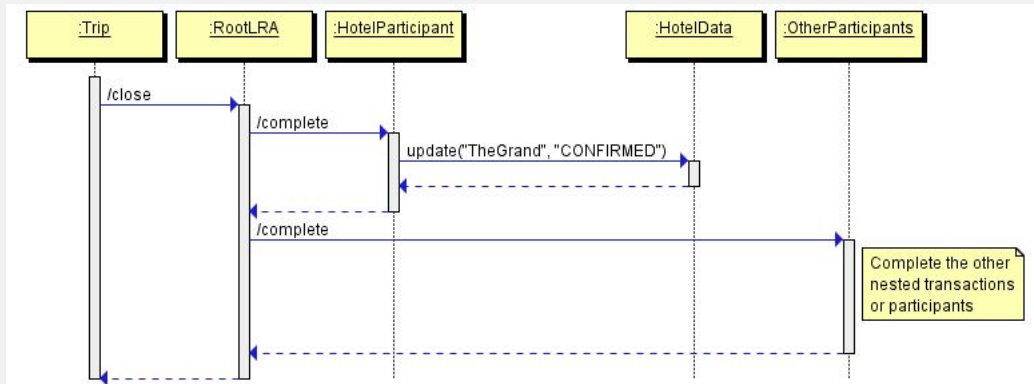 :Trip
:RootLRA
:HotelParticipant
:HotelData
:OtherParticipants
/close
/complete
update("TheGrand", "CONFIRMED")
/complete
Complete the other
nested transactions
or participants